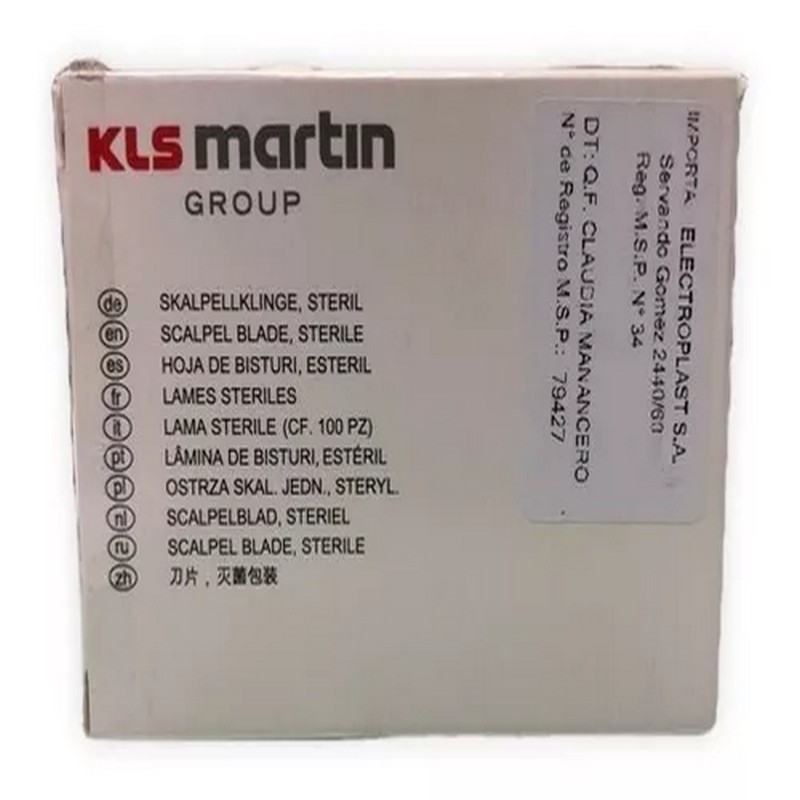 KLS martin
GROUP
de SKALPELLKLINGE, STERIL
en SCALPEL BLADE, STERILE
es HOJA DE BISTURI, ESTERIL
fr LAMES STERILES
it LAMA STERILE (CF. 100 PZ)
pt LÂMINA DE BISTURI, ESTÉRIL
pl OSTRZA SKAL. JEDN., STERYL.
nl SCALPELBLAD, STERIEL
ru SCALPEL BLADE, STERILE
zh 刀片，灭菌包装
IMPORTA: ELECTROPLAST S.A.
Servando Gomez 2440/60
Reg. M.S.P. N° 34
DT: Q.F. CLAUDIA MANANCERO
N° de Registro M.S.P.: 79427